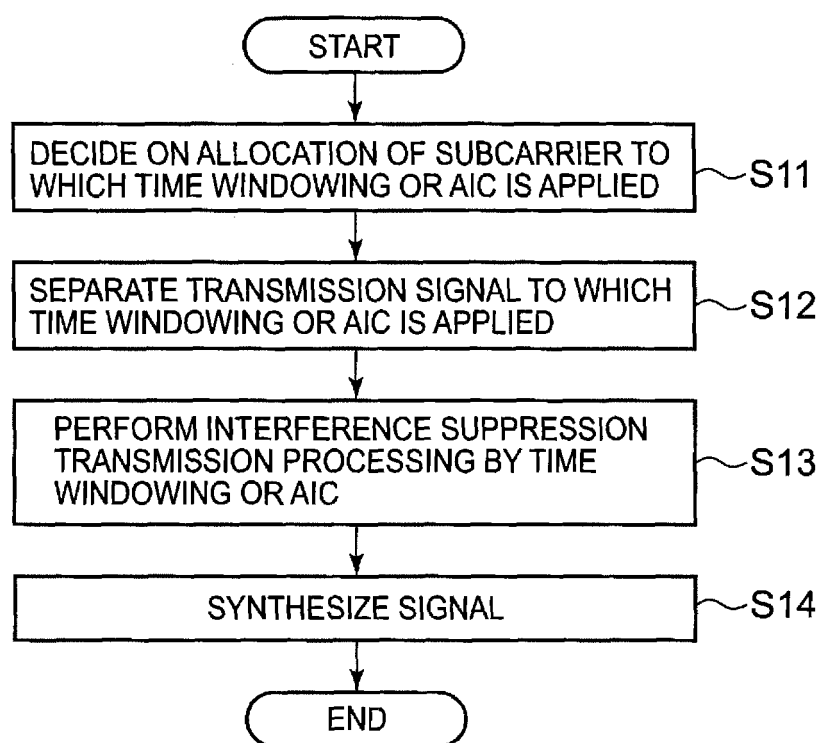 START
DECIDE ON ALLOCATION OF SUBCARRIER TO
WHICH TIME WINDOWING OR AIC IS APPLIED
S11
SEPARATE TRANSMISSION SIGNAL TO WHICH
TIME WINDOWING OR AIC IS APPLIED
S12
PERFORM INTERFERENCE SUPPRESSION
TRANSMISSION PROCESSING BY TIME
WINDOWING OR AIC
S13
SYNTHESIZE SIGNAL
S14
END